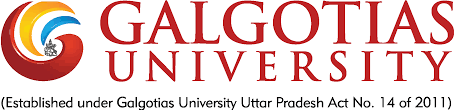 GALGOTIAS
UNIVERSITY
(Established under Galgotias University Uttar Pradesh Act No. 14 of 2011)